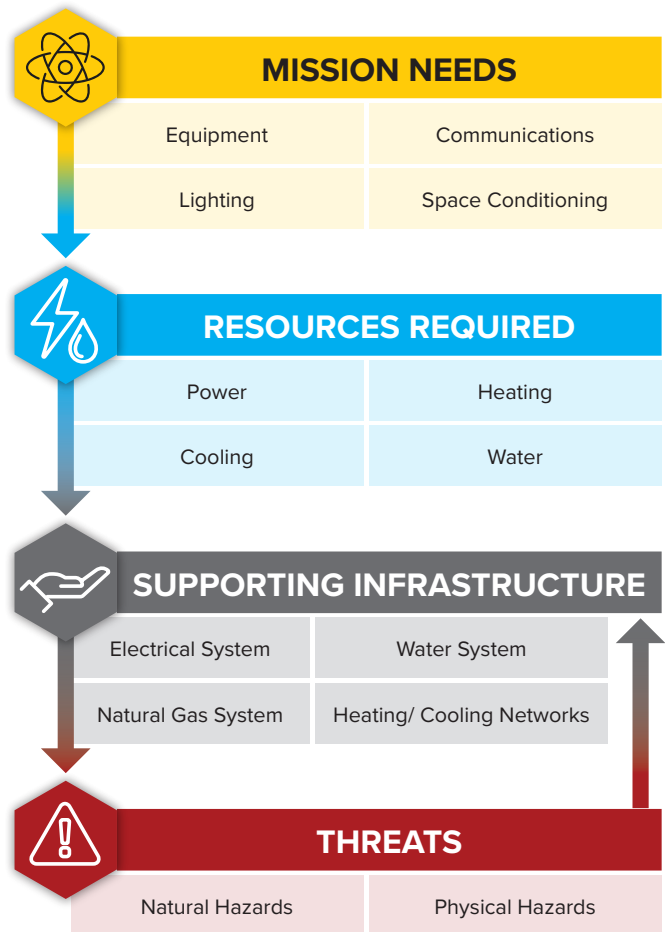 MISSION NEEDS
Equipment
Communications
Lighting
Space Conditioning
RESOURCES REQUIRED
Power
Heating
Cooling
Water
SUPPORTING INFRASTRUCTURE
Electrical System
Water System
Natural Gas System
Heating/ Cooling Networks
THREATS
Natural Hazards
Physical Hazards